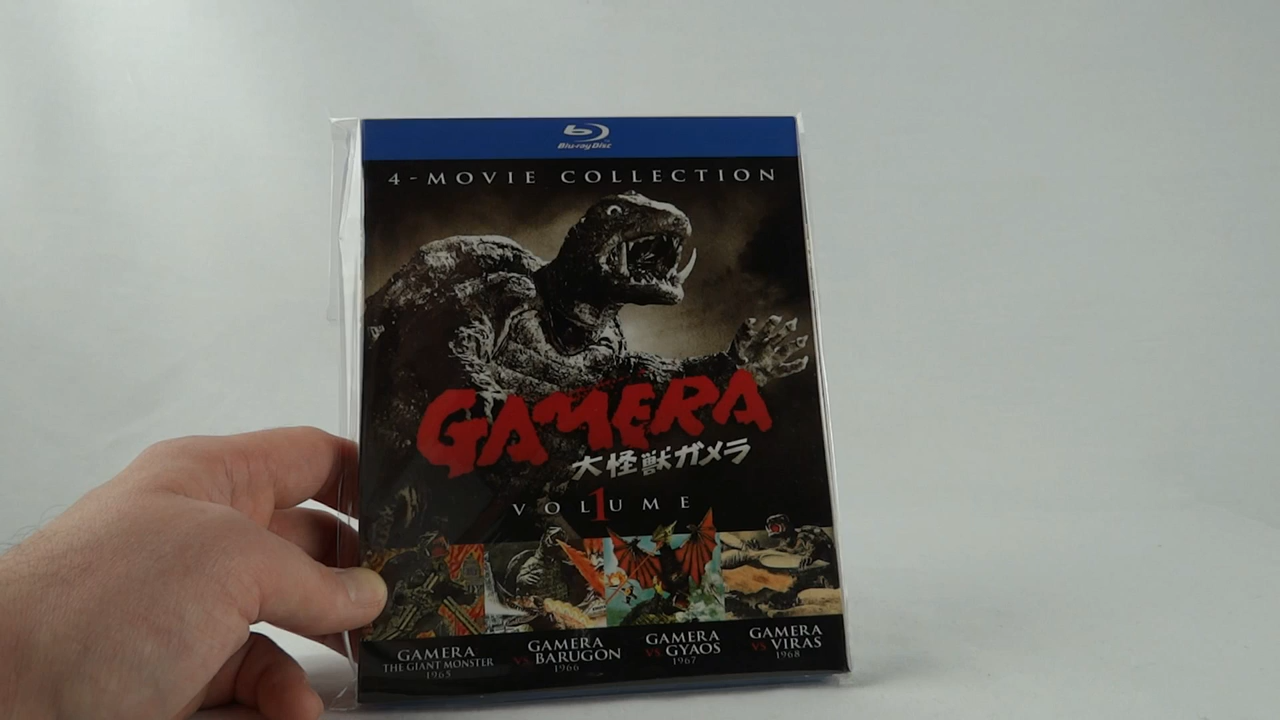 Blu-ray Disc
4-MOVIE COLLECTION
GAMERA
大怪獣ガメラ
VOLUME
1
GAMERA
THE GIANT MONSTER
1965
GAMERA
VS BARUGON
1966
GAMERA
VS GYAOS
1967
GAMERA
VS VIRAS
1968